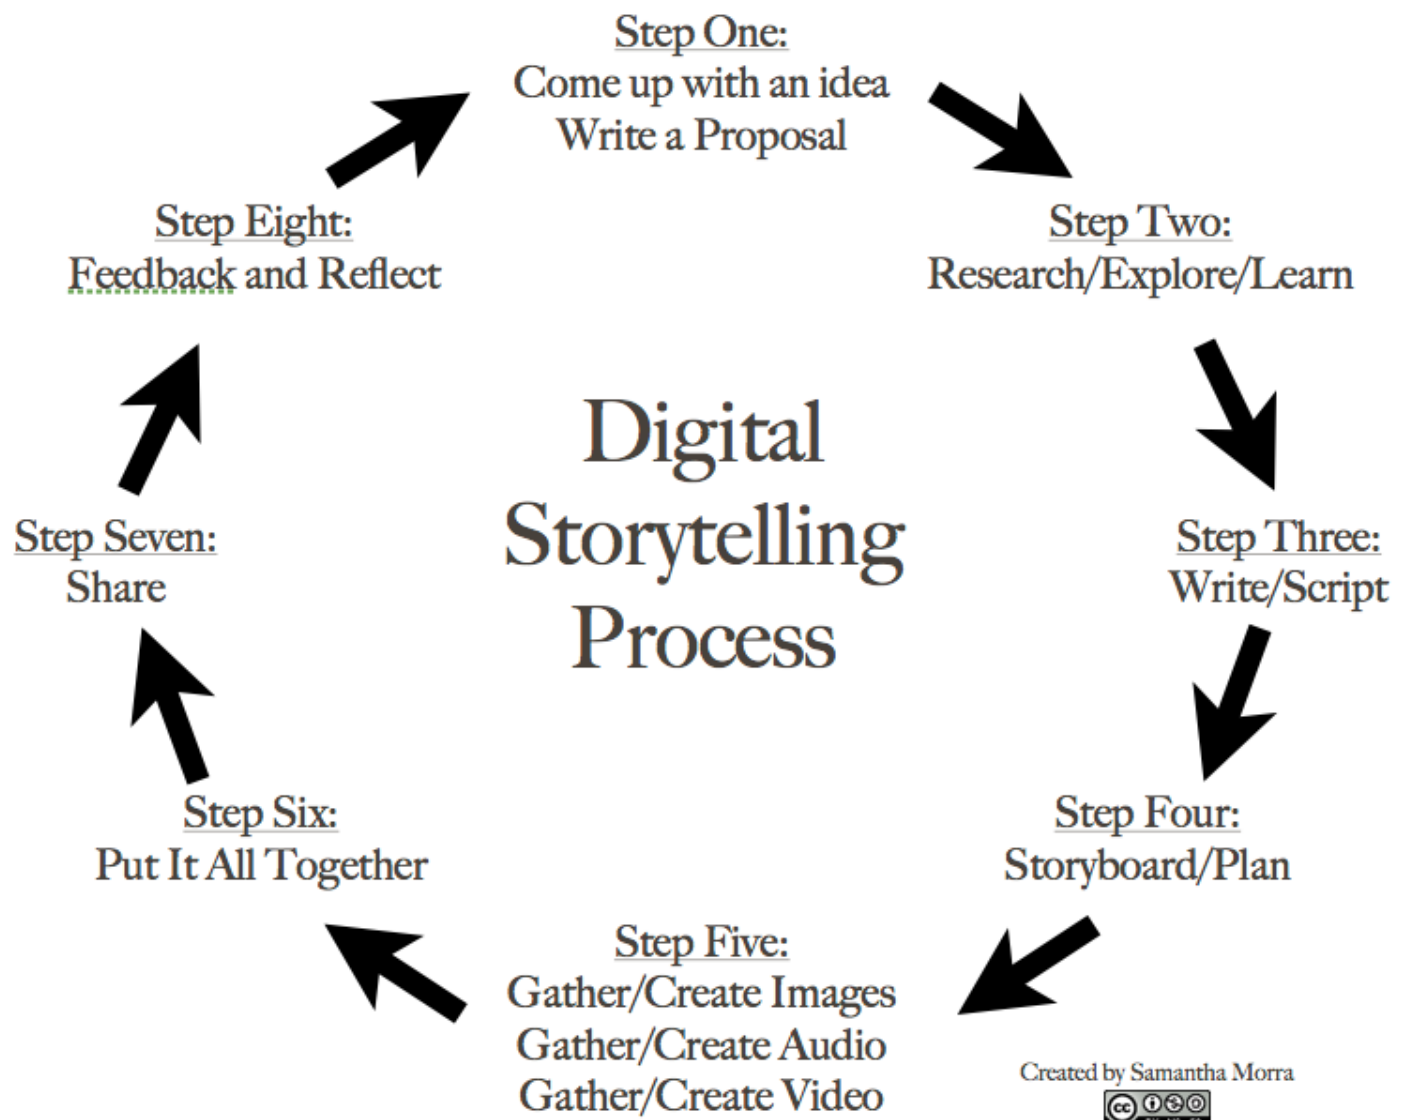 Step One:
Come up with an idea
Write a Proposal
Step Two:
Research/Explore/Learn
Step Three:
Write/Script
Step Four:
Storyboard/Plan
Step Five:
Gather/Create Images
Gather/Create Audio
Gather/Create Video
Step Six:
Put It All Together
Step Seven:
Share
Step Eight:
Feedback and Reflect
Digital
Storytelling
Process
Created by Samantha Morra
cc